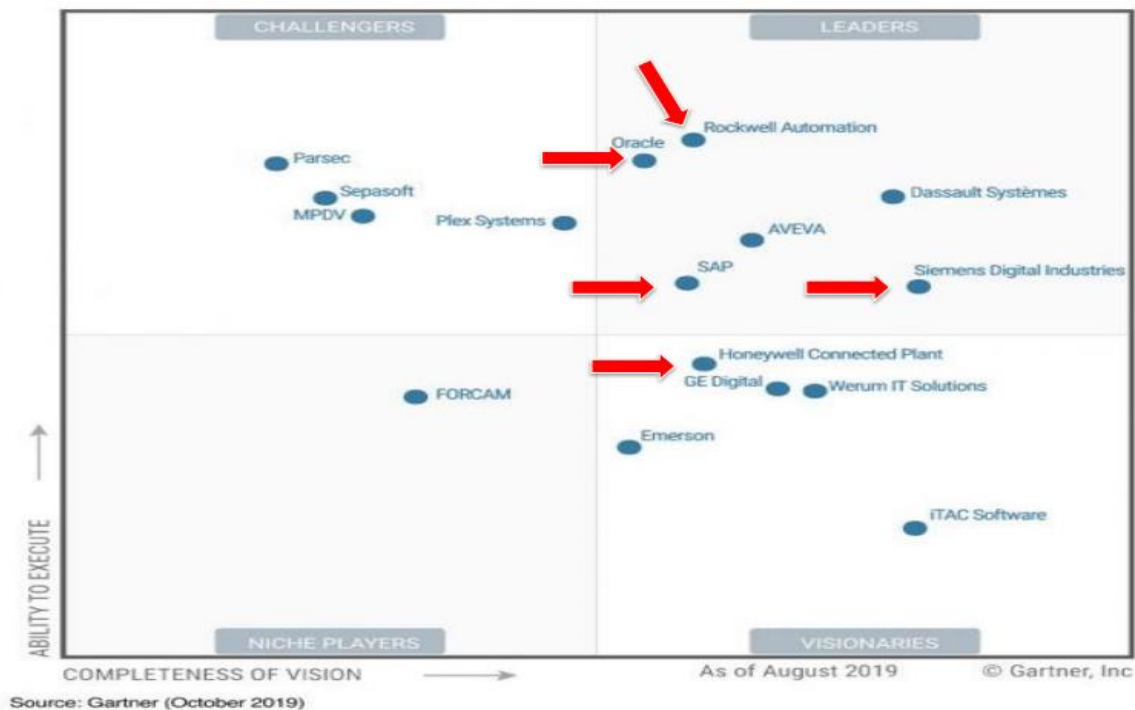 CHALLENGERS
LEADERS
Rockwell Automation
Oracle
Parsec
Sepasoft
MPDV
Plex Systems
Dassault Systèmes
AVEVA
SAP
Siemens Digital Industries
Honeywell Connected Plant
GE Digital
Werum IT Solutions
FORCAM
Emerson
iTAC Software
ABILITY TO EXECUTE
NICHE PLAYERS
VISIONARIES
COMPLETENESS OF VISION
As of August 2019
© Gartner, Inc
Source: Gartner (October 2019)